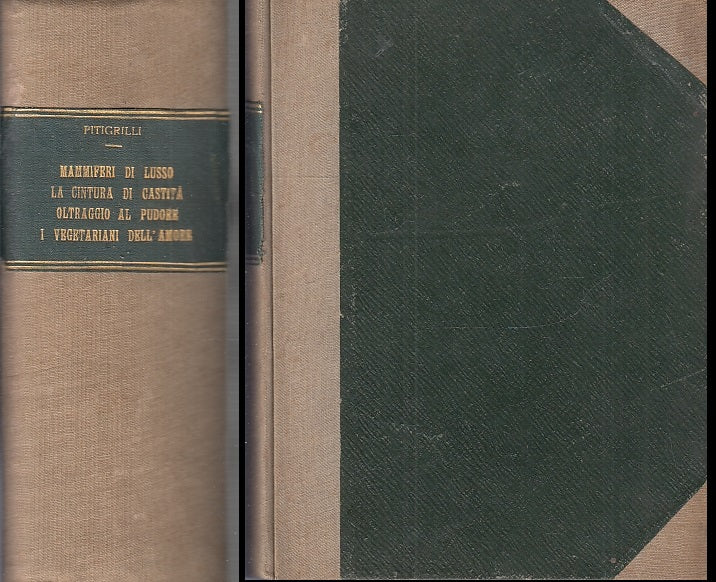 PITIGRILLI
MAMMIFERI DI LUSSO
LA CINTURA DI CASTITÀ
OLTRAGGIO AL PUDORE
I VEGETARIANI DELL'AMORE